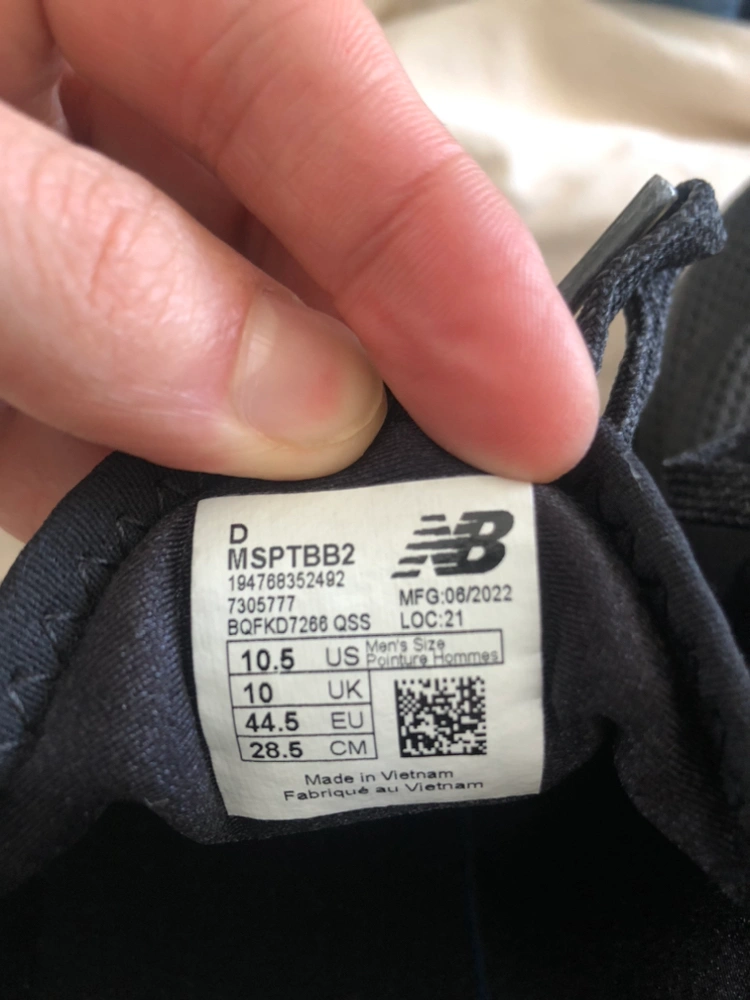 D
MSPTBB2
194768352492
7305777
BQFKD7266 QSS
NB
MFG:06/2022
LOC:21
10.5 US Men's Size
Pointure Hommes
10 UK
44.5 EU
28.5 CM
Made in Vietnam
Fabriqué au Vietnam